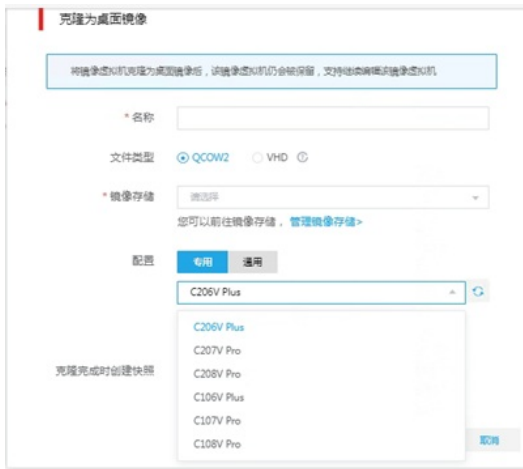 克隆为桌面镜像
将镜像虚拟机克隆为桌面镜像后，该镜像虚拟机仍会被保留，支持继续编辑该镜像虚拟机
* 名称
文件类型 QCOW2 VHD
* 镜像存储 请选择
您可以前往镜像存储，管理镜像存储>
配置 专用 通用
C206V Plus
C206V Plus
C207V Pro
C208V Pro
克隆完成时创建快照
C106V Plus
C107V Pro
C108V Pro
取消